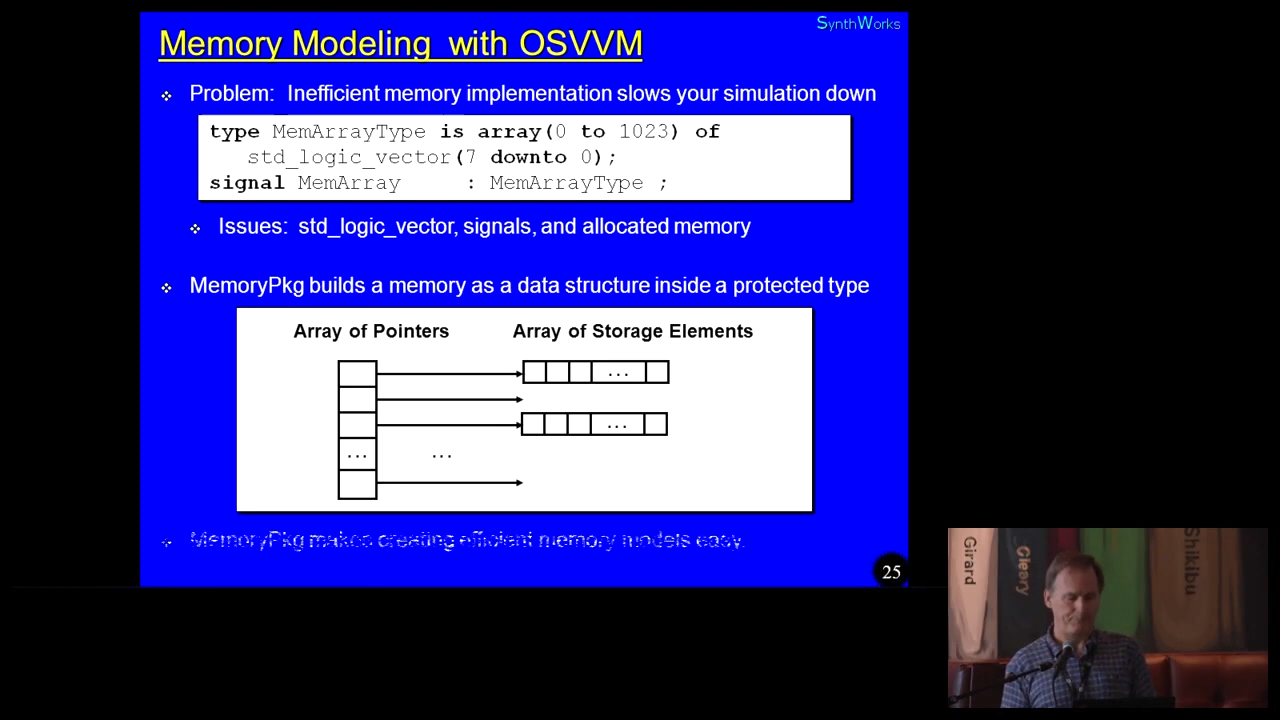 SynthWorks
Memory Modeling with OSVVM
Problem: Inefficient memory implementation slows your simulation down
type MemArrayType is array(0 to 1023) of
std_logic_vector(7 downto 0);
signal MemArray : MemArrayType ;
Issues: std_logic_vector, signals, and allocated memory
MemoryPkg builds a memory as a data structure inside a protected type
Array of Pointers Array of Storage Elements
...
...
... ...
MemoryPkg makes creating efficient memory models easy.
25
Girard
Cleary
Shikibu